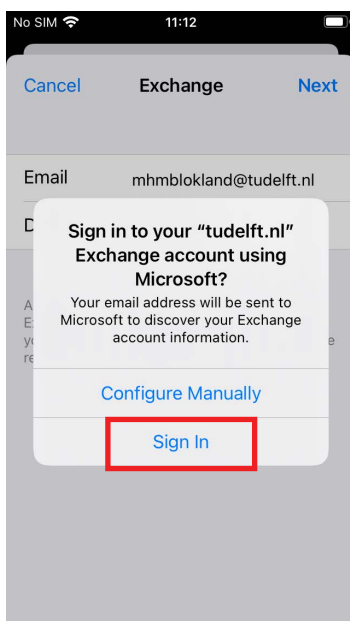 No SIM 11:12
Cancel Exchange Next
Email mhmblokland@tudelft.nl
D
Sign in to your “tudelft.nl”
Exchange account using
Microsoft?
Your email address will be sent to
Microsoft to discover your Exchange
account information.
Configure Manually
Sign In